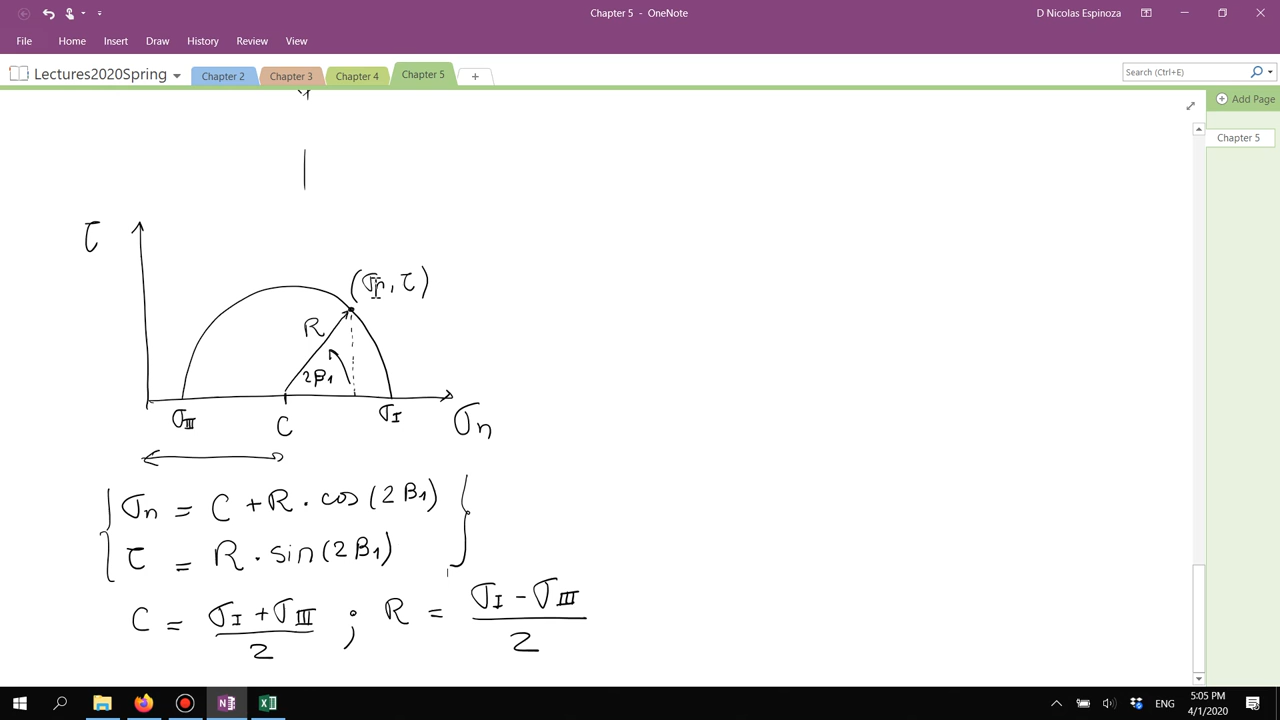 Chapter 5 - OneNote
D Nicolas Espinoza
File Home Insert Draw History Review View
Lectures2020Spring Chapter 2 Chapter 3 Chapter 4 Chapter 5 +
Search (Ctrl+E)
Add Page
Chapter 5
τ
(σn, τ)
R
2β1
σIII C σI σn
σn = C + R · cos(2β1)
τ = R · sin(2β1)
C = σI + σIII / 2 ; R = σI - σIII / 2
ENG
5:05 PM
4/1/2020